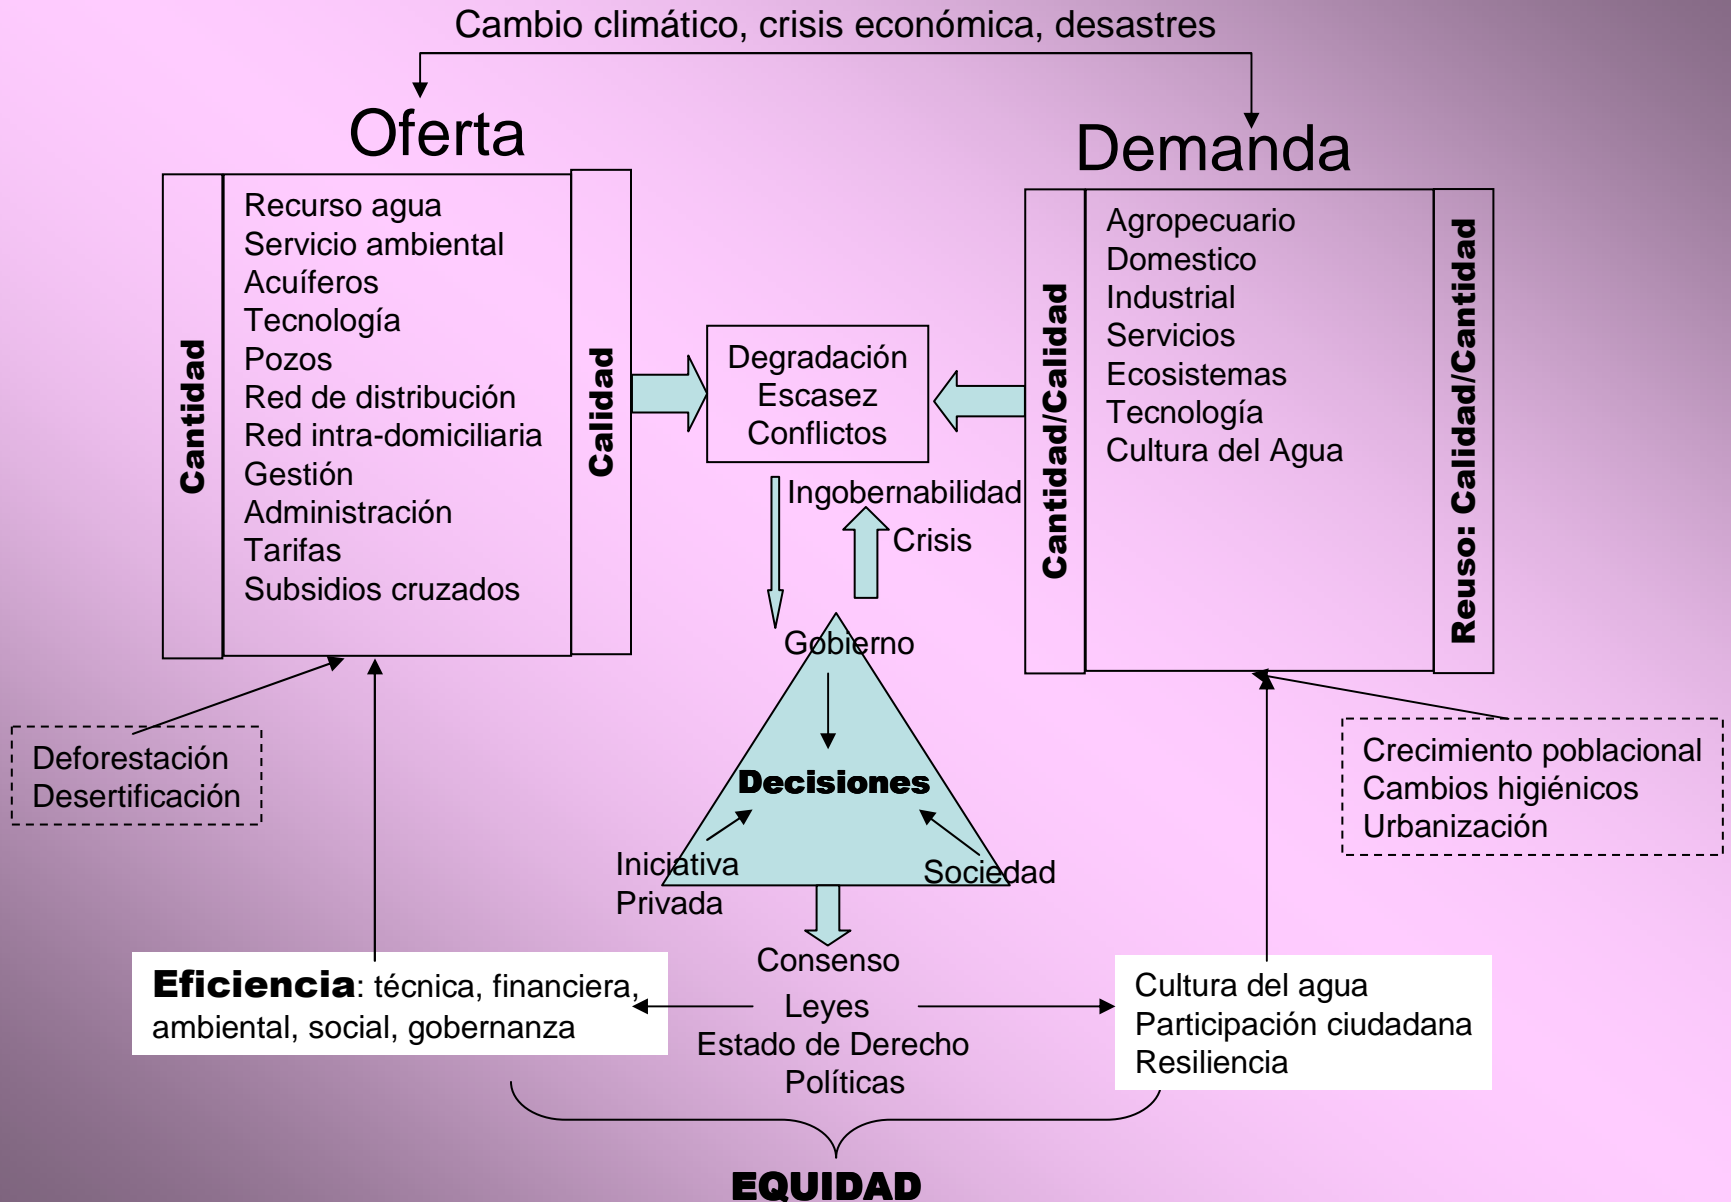 Cambio climático, crisis económica, desastres
Oferta
Cantidad
Recurso agua
Servicio ambiental
Acuíferos
Tecnología
Pozos
Red de distribución
Red intra-domiciliaria
Gestión
Administración
Tarifas
Subsidios cruzados
Calidad
Demanda
Cantidad/Calidad
Agropecuario
Domestico
Industrial
Servicios
Ecosistemas
Tecnología
Cultura del Agua
Reuso: Calidad/Cantidad
Degradación
Escasez
Conflictos
Ingobernabilidad
Crisis
Gobierno
Decisiones
Iniciativa
Privada
Sociedad
Deforestación
Desertificación
Crecimiento poblacional
Cambios higiénicos
Urbanización
Consenso
Leyes
Estado de Derecho
Políticas
Eficiencia: técnica, financiera,
ambiental, social, gobernanza
Cultura del agua
Participación ciudadana
Resiliencia
EQUIDAD